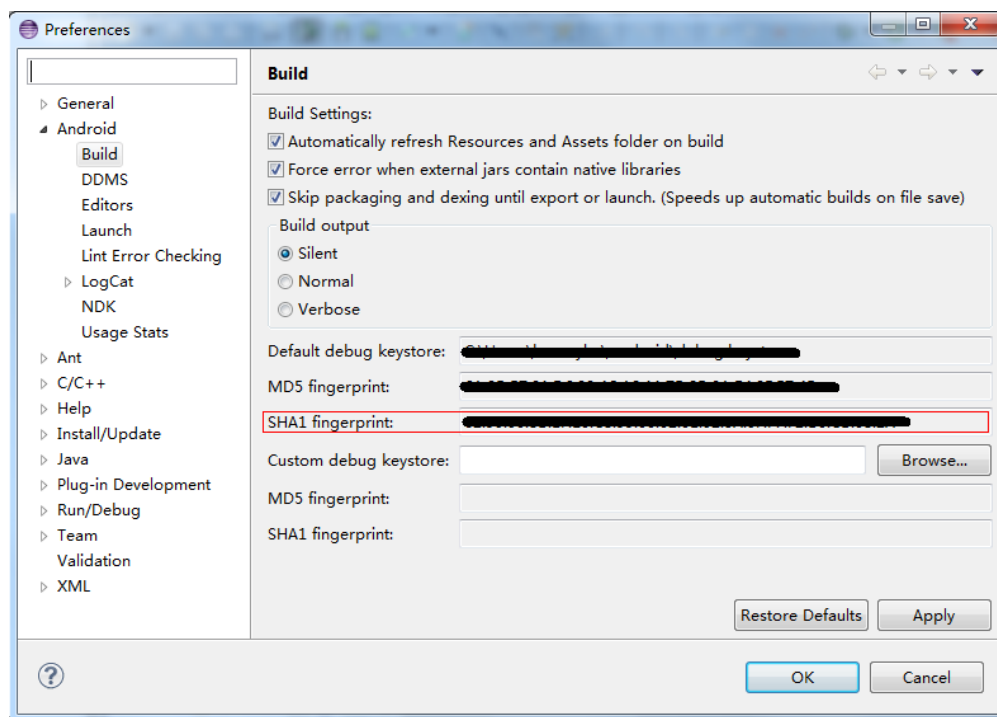 Preferences
Build
General
Android
Build
DDMS
Editors
Launch
Lint Error Checking
LogCat
NDK
Usage Stats
Ant
C/C++
Help
Install/Update
Java
Plug-in Development
Run/Debug
Team
Validation
XML
Build Settings:
Automatically refresh Resources and Assets folder on build
Force error when external jars contain native libraries
Skip packaging and dexing until export or launch. (Speeds up automatic builds on file save)
Build output
Silent
Normal
Verbose
Default debug keystore:
MD5 fingerprint:
SHA1 fingerprint:
Custom debug keystore:
Browse...
MD5 fingerprint:
SHA1 fingerprint:
Restore Defaults
Apply
?
OK
Cancel